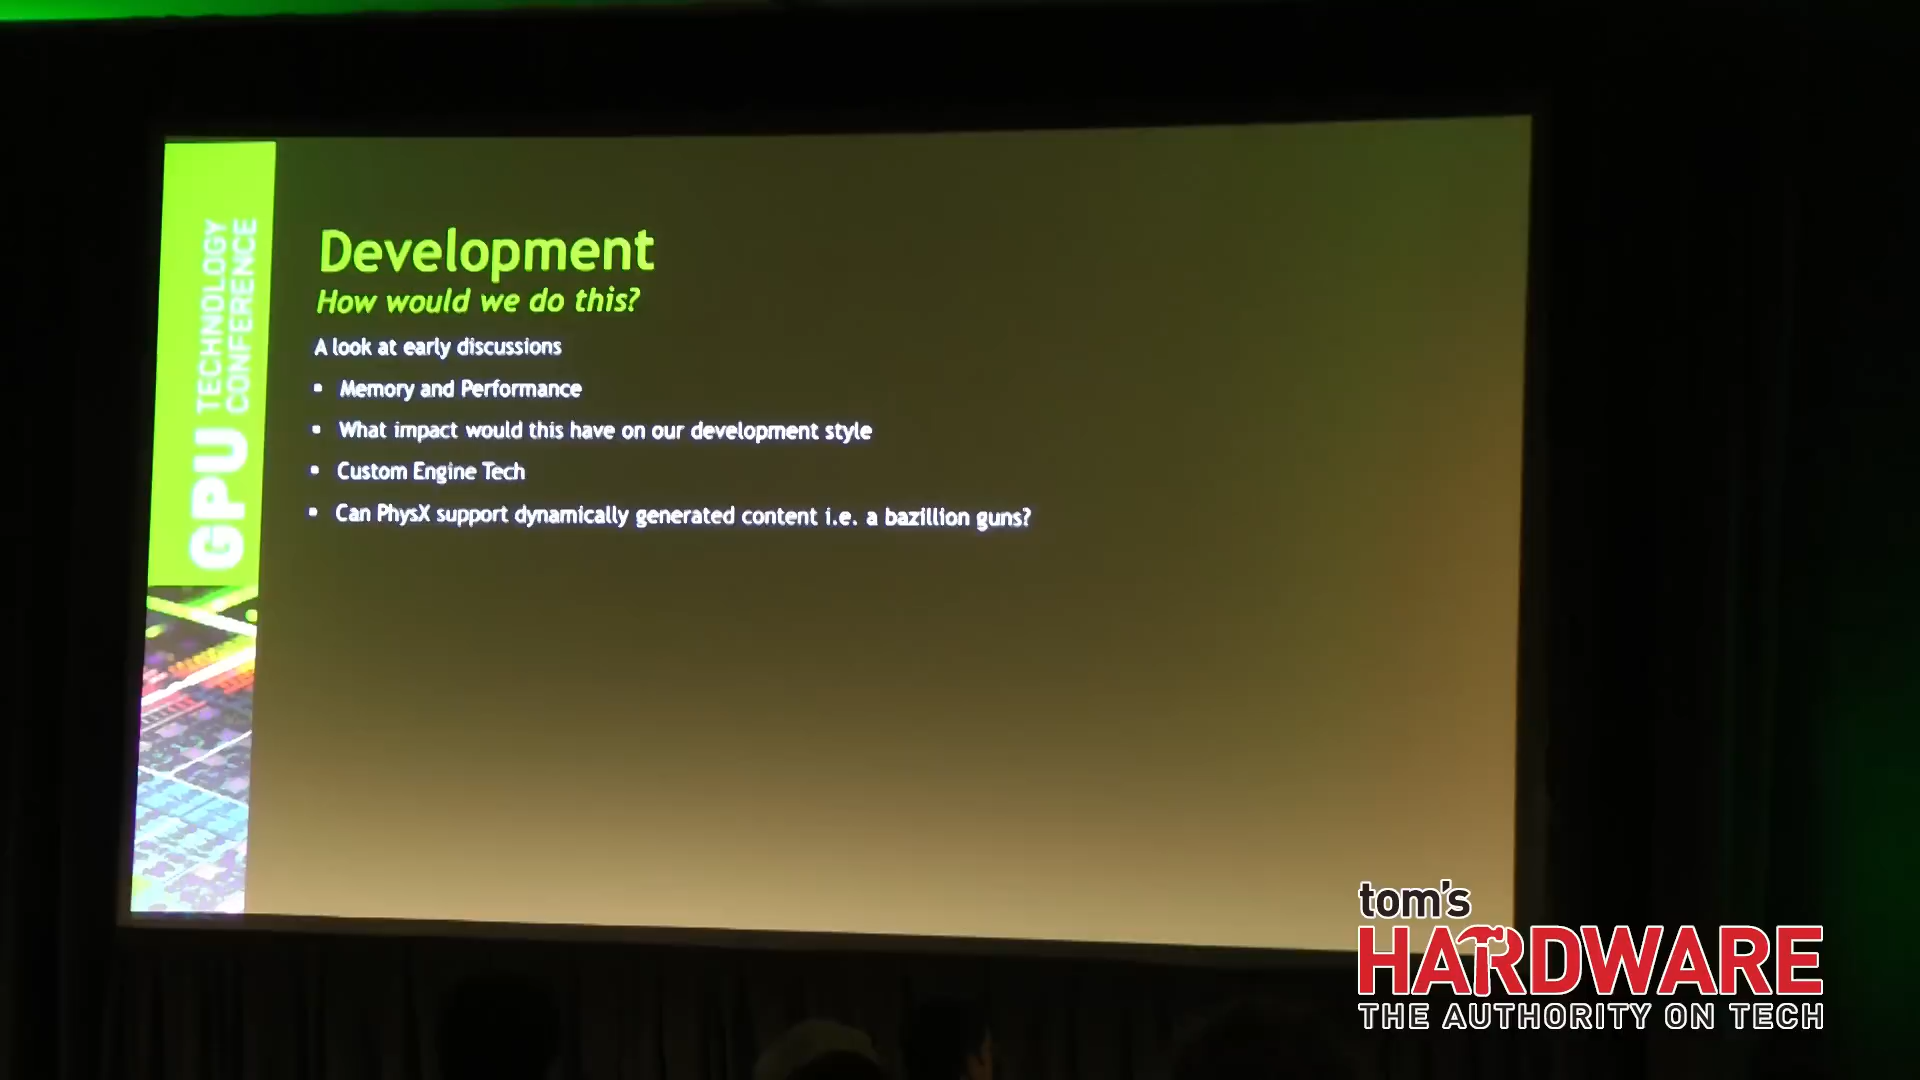 GPU TECHNOLOGY
CONFERENCE
Development
How would we do this?
A look at early discussions
▪ Memory and Performance
▪ What impact would this have on our development style
▪ Custom Engine Tech
▪ Can PhysX support dynamically generated content i.e. a bazillion guns?
tom's
HARDWARE
THE AUTHORITY ON TECH